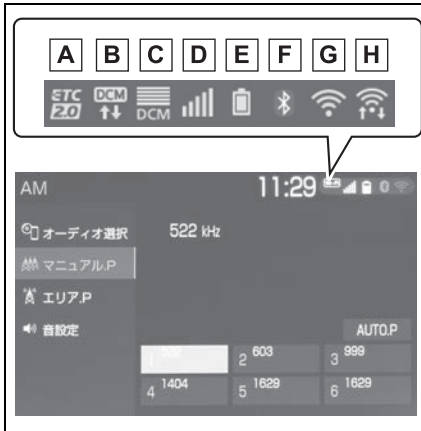 A B C D E F G H
ETC 2.0 DCM DCM
AM 11:29
オーディオ選択 522 kHz
マニュアル.P
エリア.P
音設定 AUTO.P
1 2 603 3 999
4 1404 5 1629 6 1629